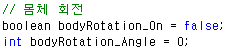 // 몸체 회전
boolean bodyRotation_On = false;
int bodyRotation_Angle = 0;